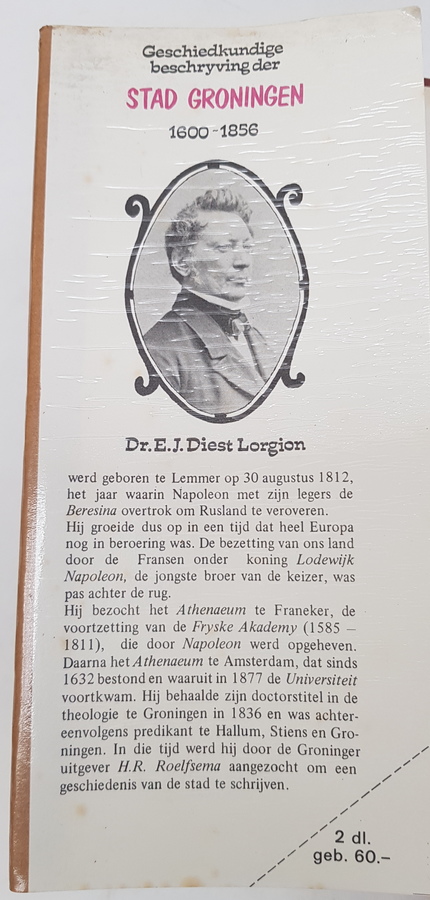 Geschiedkundige
beschryving der
STAD GRONINGEN
1600-1856
Dr. E.J. Diest Lorgion
werd geboren te Lemmer op 30 augustus 1812,
het jaar waarin Napoleon met zijn legers de
Beresina overtrok om Rusland te veroveren.
Hij groeide dus op in een tijd dat heel Europa
nog in beroering was. De bezetting van ons land
door de Fransen onder koning Lodewijk
Napoleon, de jongste broer van de keizer, was
pas achter de rug.
Hij bezocht het Athenaeum te Franeker, de
voortzetting van de Fryske Akademy (1585 –
1811), die door Napoleon werd opgeheven.
Daarna het Athenaeum te Amsterdam, dat sinds
1632 bestond en waaruit in 1877 de Universiteit
voortkwam. Hij behaalde zijn doctorstitel in de
theologie te Groningen in 1836 en was achter-
eenvolgens predikant te Hallum, Stiens en Gro-
ningen. In die tijd werd hij door de Groninger
uitgever H.R. Roelfsema aangezocht om een
geschiedenis van de stad te schrijven.
2 dl.
geb. 60.–